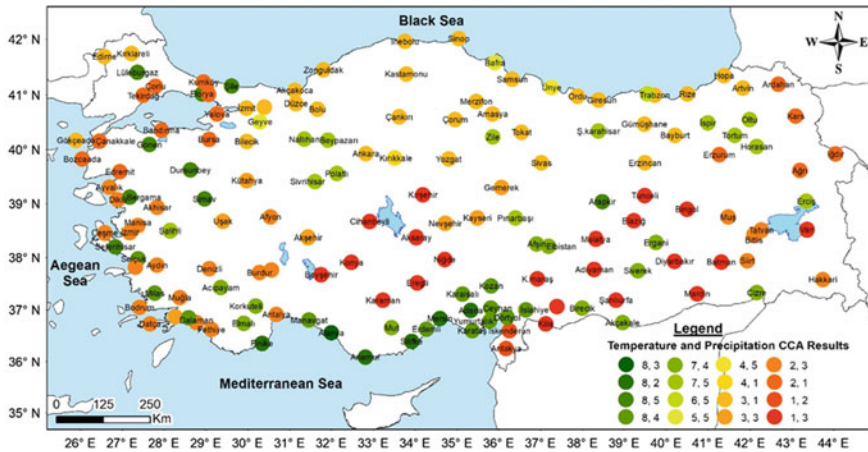 Black Sea
42° N
41° N
40° N
39° N
38° N
37° N
36° N
35° N
N
W E
S
Edirne
Kırklareli
Lüleburgaz
Çorlu
Tekirdağ
Kumköy
Florya
Şile
Yalova
İzmit
Geyve
Akçakoca
Düzce
Bolu
Zonguldak
İnebolu
Kastamonu
Sinop
Bafra
Samsun
Merzifon
Amasya
Çorum
Çankırı
Zile
Tokat
Ünye
Ordu
Giresun
Ş.karahisar
Trabzon
Gümüşhane
Bayburt
Rize
Hopa
Artvin
Ardahan
Kars
İspir
Oltu
Tortum
Horasan
Erzurum
Iğdır
Ağrı
Gökçeada
Çanakkale
Bozcaada
Bandırma
Gönen
Bursa
Bilecik
Nallıhan
Beypazarı
Ankara
Kırıkkale
Yozgat
Sivas
Erzincan
Edremit
Ayvalık
Dikili
Bergama
Akhisar
Dursunbey
Simav
Kütahya
Sivrihisar
Polatlı
Kırşehir
Gemerek
Arapkir
Tunceli
Bingöl
Muş
Erciş
Van
Tatvan
Bitlis
Çeşme
İzmir
Manisa
Salihli
Uşak
Afyon
Akşehir
Cihanbeyli
Aksaray
Nevşehir
Kayseri
Pınarbaşı
Afşin
Elbistan
Malatya
Elazığ
Ergani
Diyarbakır
Batman
Siirt
Seferihisar
Selçuk
Aydın
Denizli
Burdur
Konya
Beyşehir
Niğde
Ereğli
Karaman
K.maraş
Adıyaman
Siverek
Şanlıurfa
Mardin
Cizre
Hakkari
Aegean Sea
Milas
Bodrum
Datça
Muğla
Dalaman
Fethiye
Acıpayam
Korkuteli
Elmalı
Finike
Antalya
Manavgat
Alanya
Anamur
Mut
Silifke
Erdemli
Mersin
Karaisalı
Adana
Yumurtalık
Karataş
Kozan
Ceyhan
Dörtyol
İskenderun
Antakya
İslahiye
Kilis
Birecik
Akçakale
Mediterranean Sea
0 125 250
Km
Legend
Temperature and Precipitation CCA Results
8, 3 7, 4 4, 5 2, 3
8, 2 7, 5 4, 1 2, 1
8, 5 6, 5 3, 1 1, 2
8, 4 5, 5 3, 3 1, 3
26° E 27° E 28° E 29° E 30° E 31° E 32° E 33° E 34° E 35° E 36° E 37° E 38° E 39° E 40° E 41° E 42° E 43° E 44° E